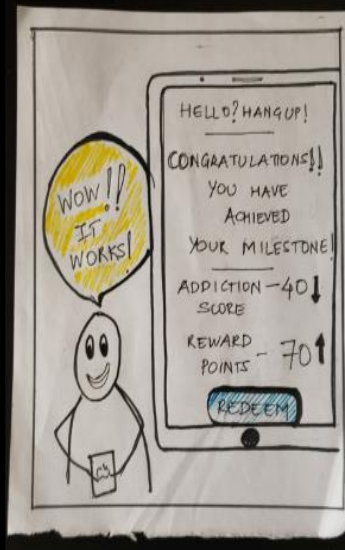 WOW!!
IT
WORKS!
HELLO? HANGUP!
CONGRATULATIONS!!
YOU HAVE
ACHIEVED
YOUR MILESTONE!
ADDICTION - 40⬇
SCORE
REWARD - 70⬆
POINTS
REDEEM